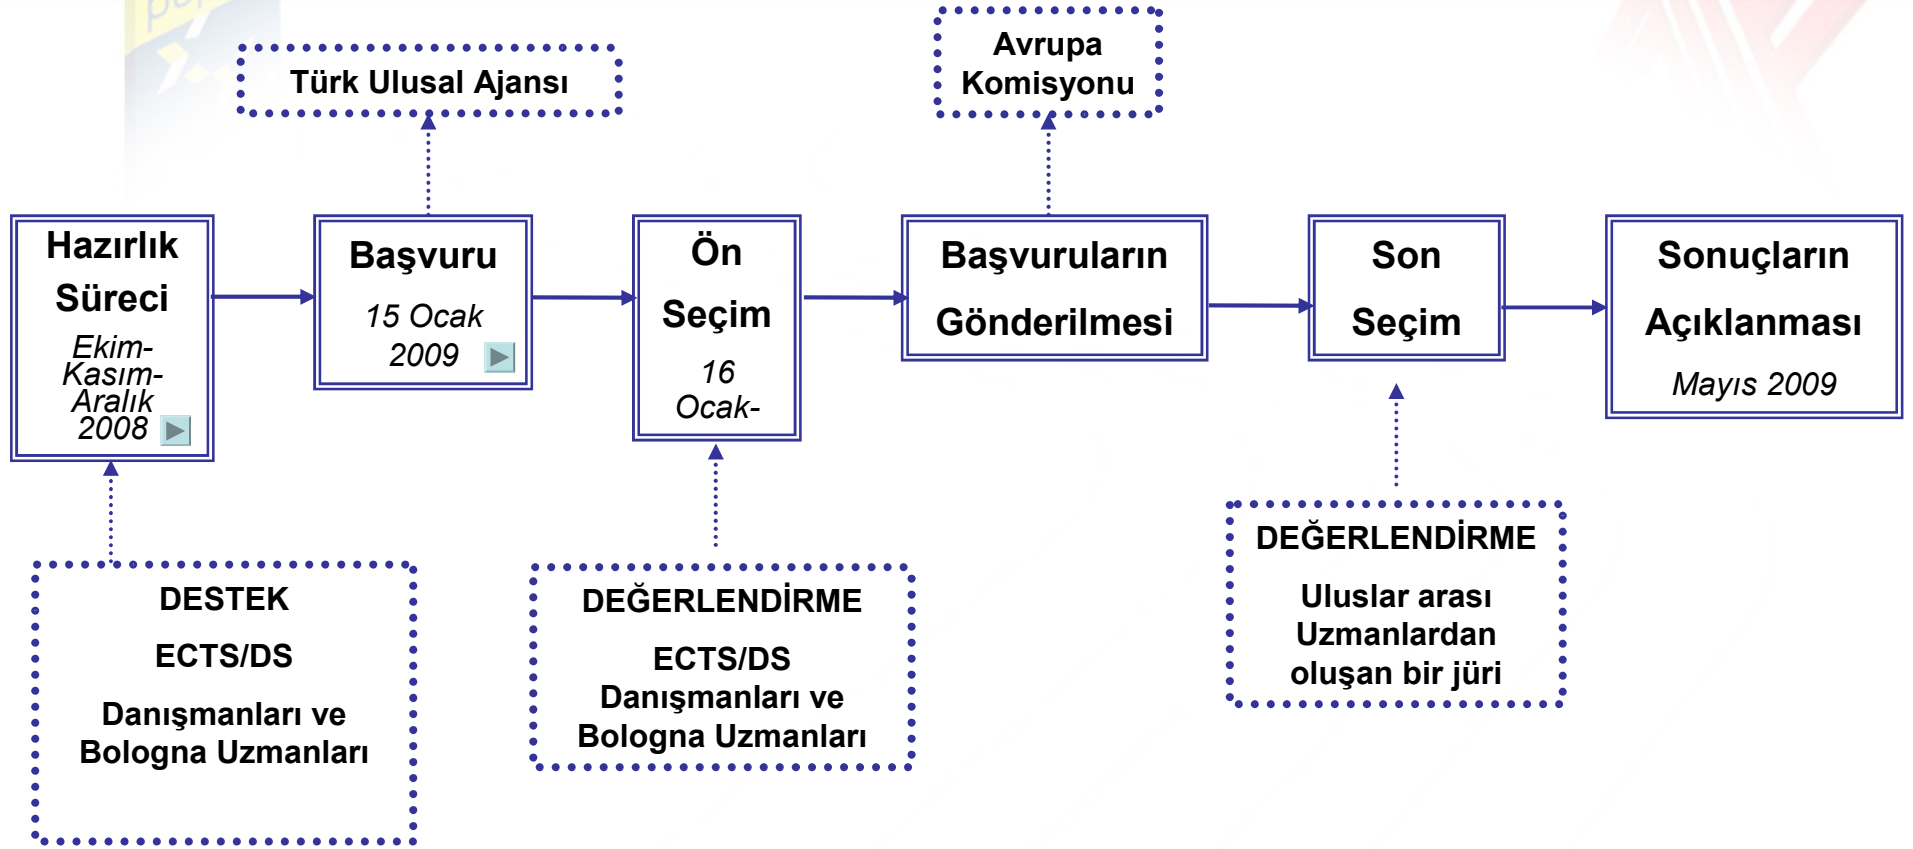 Türk Ulusal Ajansı
Avrupa
Komisyonu
Hazırlık
Süreci
Ekim-
Kasım-
Aralık
2008
Başvuru
15 Ocak
2009
Ön
Seçim
16
Ocak-
Başvuruların
Gönderilmesi
Son
Seçim
Sonuçların
Açıklanması
Mayıs 2009
DESTEK
ECTS/DS
Danışmanları ve
Bologna Uzmanları
DEĞERLENDİRME
ECTS/DS
Danışmanları ve
Bologna Uzmanları
DEĞERLENDİRME
Uluslar arası
Uzmanlardan
oluşan bir jüri